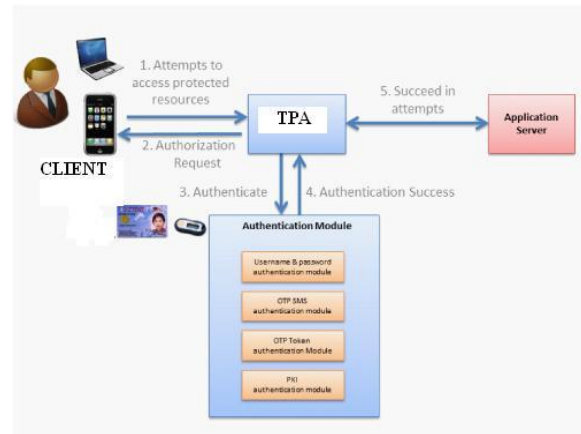 1. Attempts to
access protected
resources
2. Authorization
Request
CLIENT
TPA
5. Succeed in
attempts
Application
Server
3. Authenticate
4. Authentication Success
Authentication Module
Username & password
authentication module
OTP SMS
authentication module
OTP Token
authentication Module
PKI
authentication module